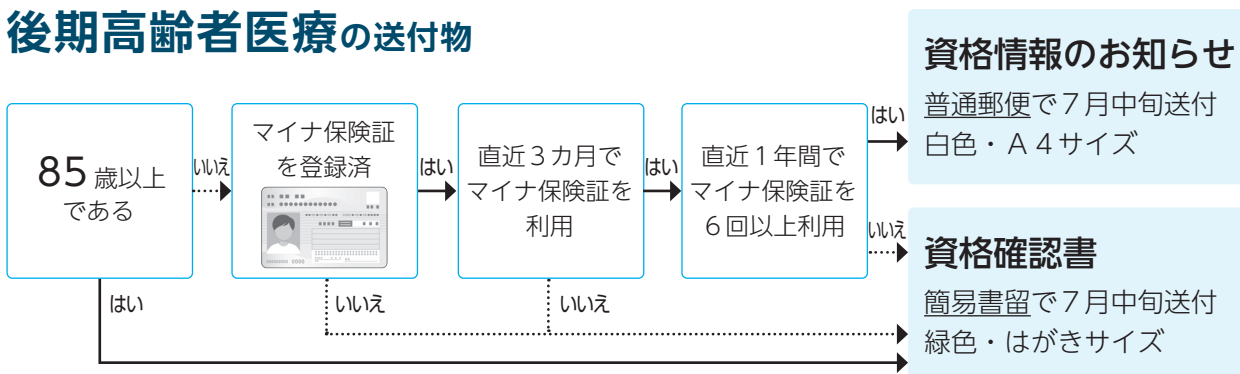 後期高齢者医療の送付物
85歳以上
である
いいえ
はい
マイナ保険証
を登録済
はい
いいえ
直近３カ月で
マイナ保険証を
利用
はい
いいえ
直近１年間で
マイナ保険証を
６回以上利用
はい
いいえ
資格情報のお知らせ
普通郵便で７月中旬送付
白色・Ａ４サイズ
資格確認書
簡易書留で７月中旬送付
緑色・はがきサイズ